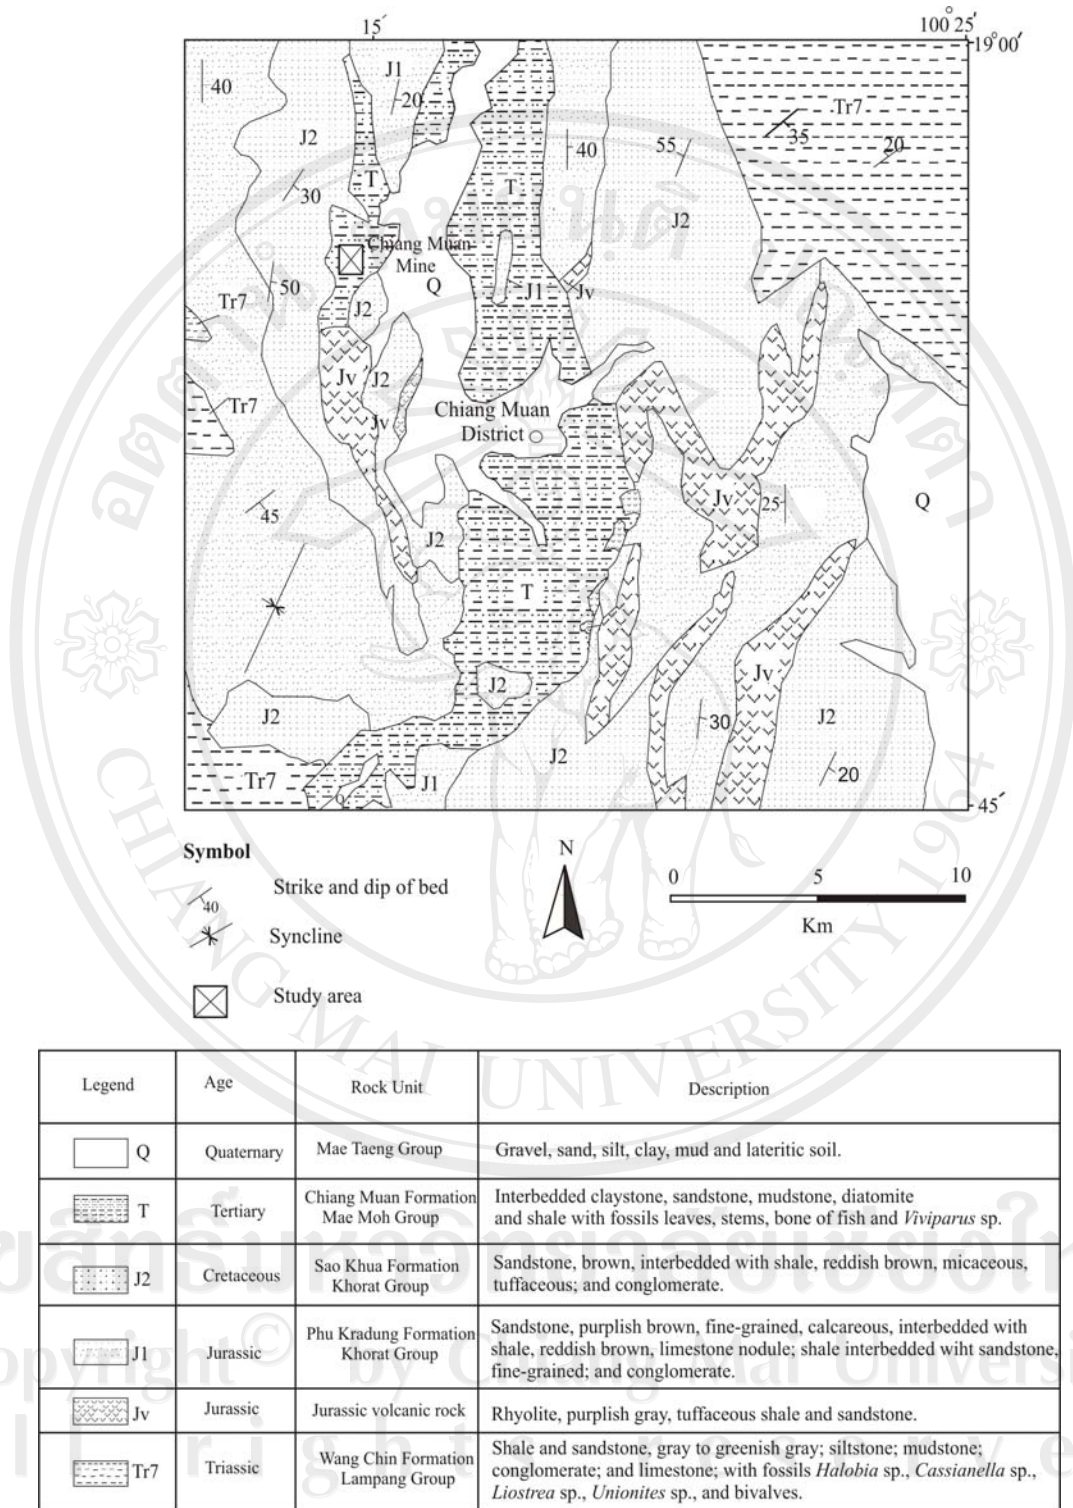 15′
100° 25′
19°00′
40
J1
20
J2
T
30
40
55
J2
Tr7
35
20
T
Chiang Muan
Mine
Q
50
J2
J1
Jv
Tr7
Jv
J2
Jv
Tr7
Chiang Muan
District
45
J2
Jv
25
Q
T
J2
Jv
J2
30
J2
J2
20
Tr7
Q
J1
45′
Symbol
40
Strike and dip of bed
Syncline
Study area
N
0 5 10
Km
Legend Age Rock Unit Description
Q Quaternary Mae Taeng Group Gravel, sand, silt, clay, mud and lateritic soil.
T Tertiary Chiang Muan Formation
Mae Moh Group
Interbedded claystone, sandstone, mudstone, diatomite
and shale with fossils leaves, stems, bone of fish and Viviparus sp.
J2 Cretaceous Sao Khua Formation
Khorat Group
Sandstone, brown, interbedded with shale, reddish brown, micaceous,
tuffaceous; and conglomerate.
J1 Jurassic Phu Kradung Formation
Khorat Group
Sandstone, purplish brown, fine-grained, calcareous, interbedded with
shale, reddish brown, limestone nodule; shale interbedded wiht sandstone,
fine-grained; and conglomerate.
Jv Jurassic Jurassic volcanic rock Rhyolite, purplish gray, tuffaceous shale and sandstone.
Tr7 Triassic Wang Chin Formation
Lampang Group
Shale and sandstone, gray to greenish gray; siltstone; mudstone;
conglomerate; and limestone; with fossils Halobia sp., Cassianella sp.,
Liostrea sp., Unionites sp., and bivalves.
CHIANG MAI UNIVERSITY 1964
by Chiang Mai Universi